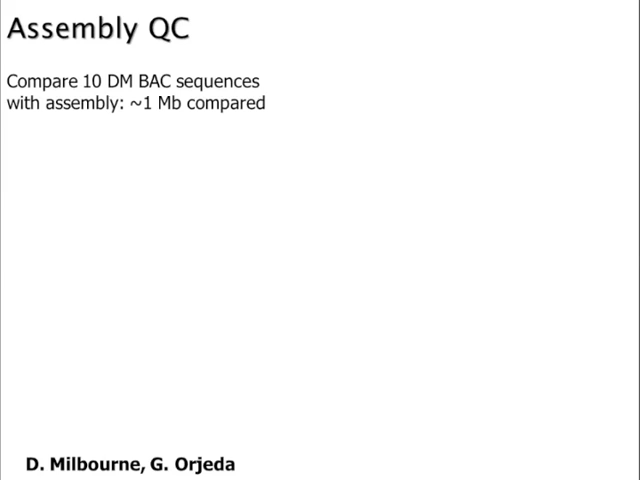 Assembly QC
Compare 10 DM BAC sequences
with assembly: ~1 Mb compared
D. Milbourne, G. Orjeda